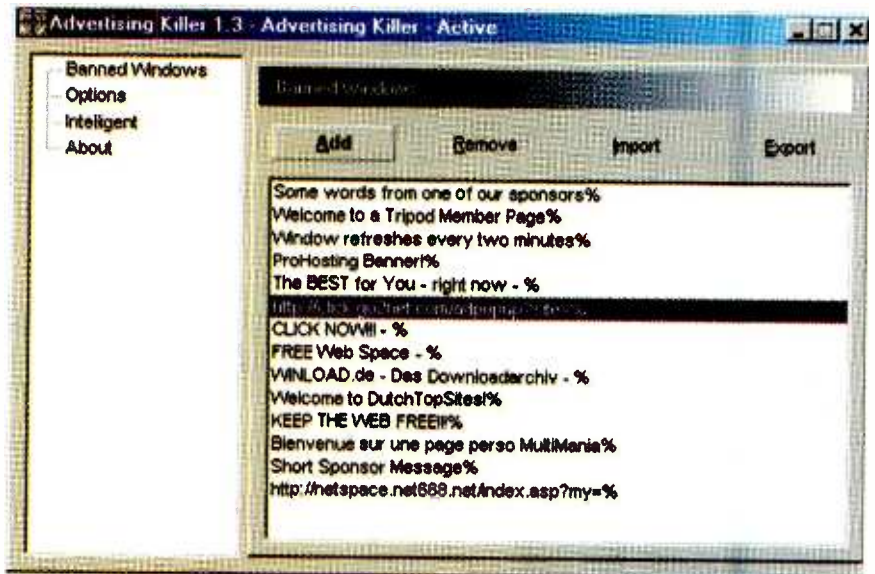 Advertising Killer 1.3 - Advertising Killer - Active
Banned Windows
Options
Inteligent
About
Banned windows
Add Remove Import Export
Some words from one of our sponsors%
Welcome to a Tripod Member Page%
Window refreshes every two minutes%
ProHosting Banner!%
The BEST for You - right now - %
CLICK NOW!!! - %
FREE Web Space - %
WINLOAD.de - Das Downloadarchiv - %
Welcome to DutchTopSites!%
KEEP THE WEB FREE!!!%
Bienvenue sur une page perso MultiMania%
Short Sponsor Message%
http://netspace.net668.net/index.asp?my=%